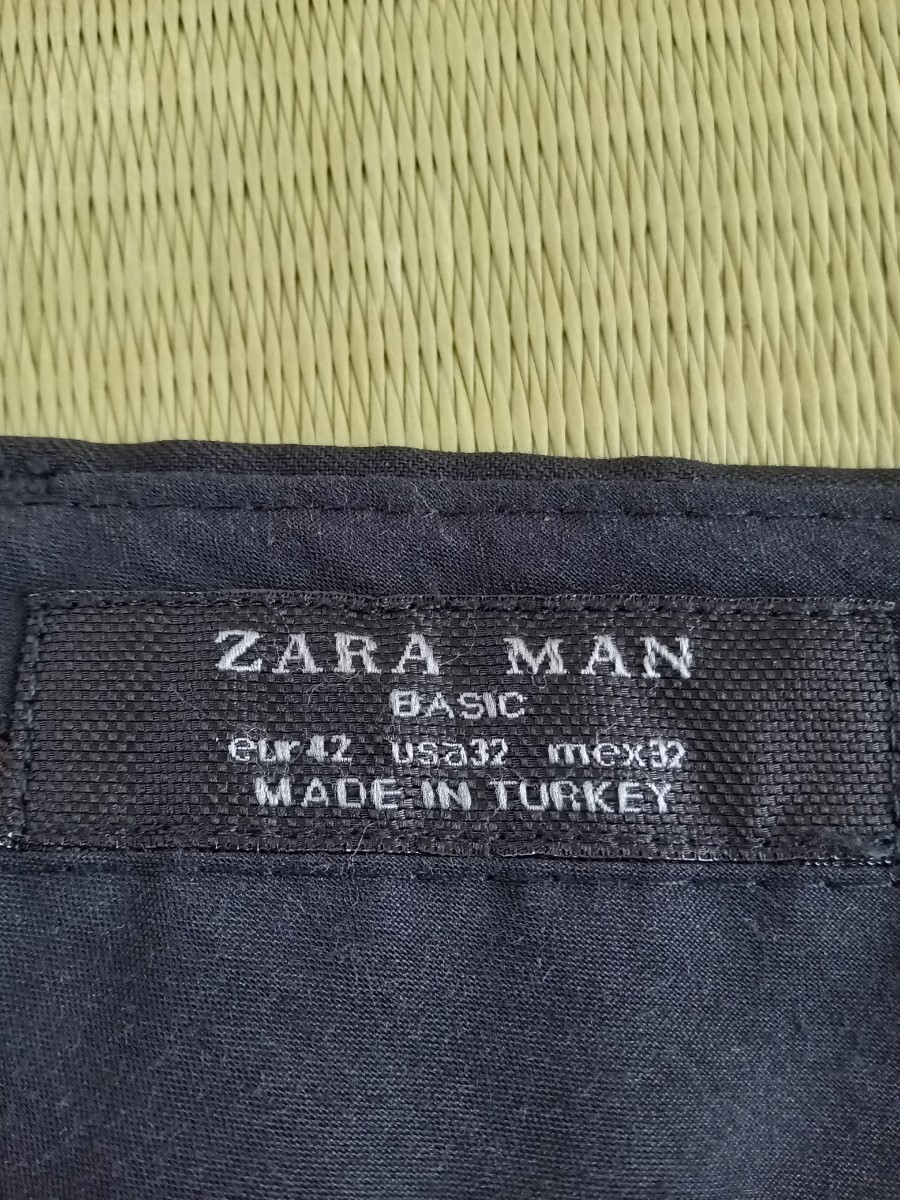 ZARA MAN
BASIC
eur42 usa32 mex32
MADE IN TURKEY